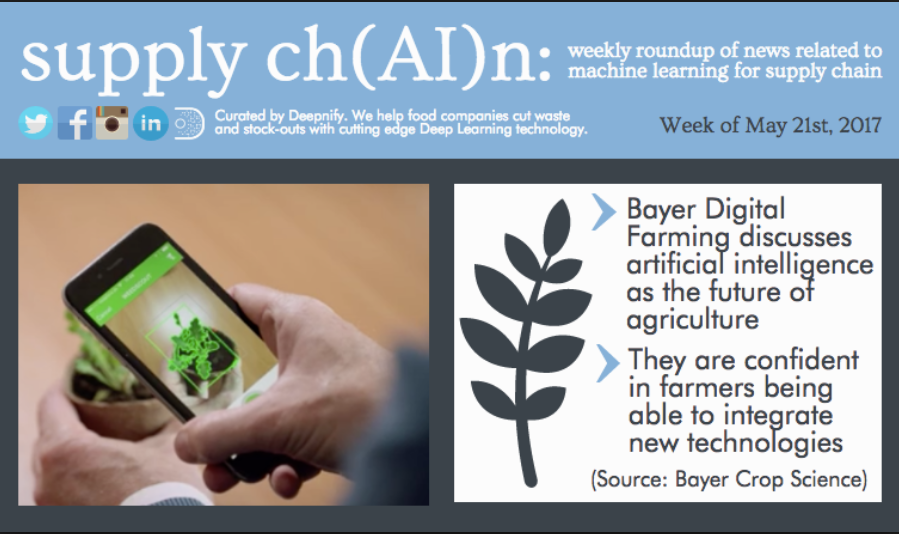 supply ch(AI)n:
weekly roundup of news related to
machine learning for supply chain
Curated by Deepnify. We help food companies cut waste
and stock-outs with cutting edge Deep Learning technology.
Week of May 21st, 2017
Bayer Digital
Farming discusses
artificial intelligence
as the future of
agriculture
They are confident
in farmers being
able to integrate
new technologies
(Source: Bayer Crop Science)